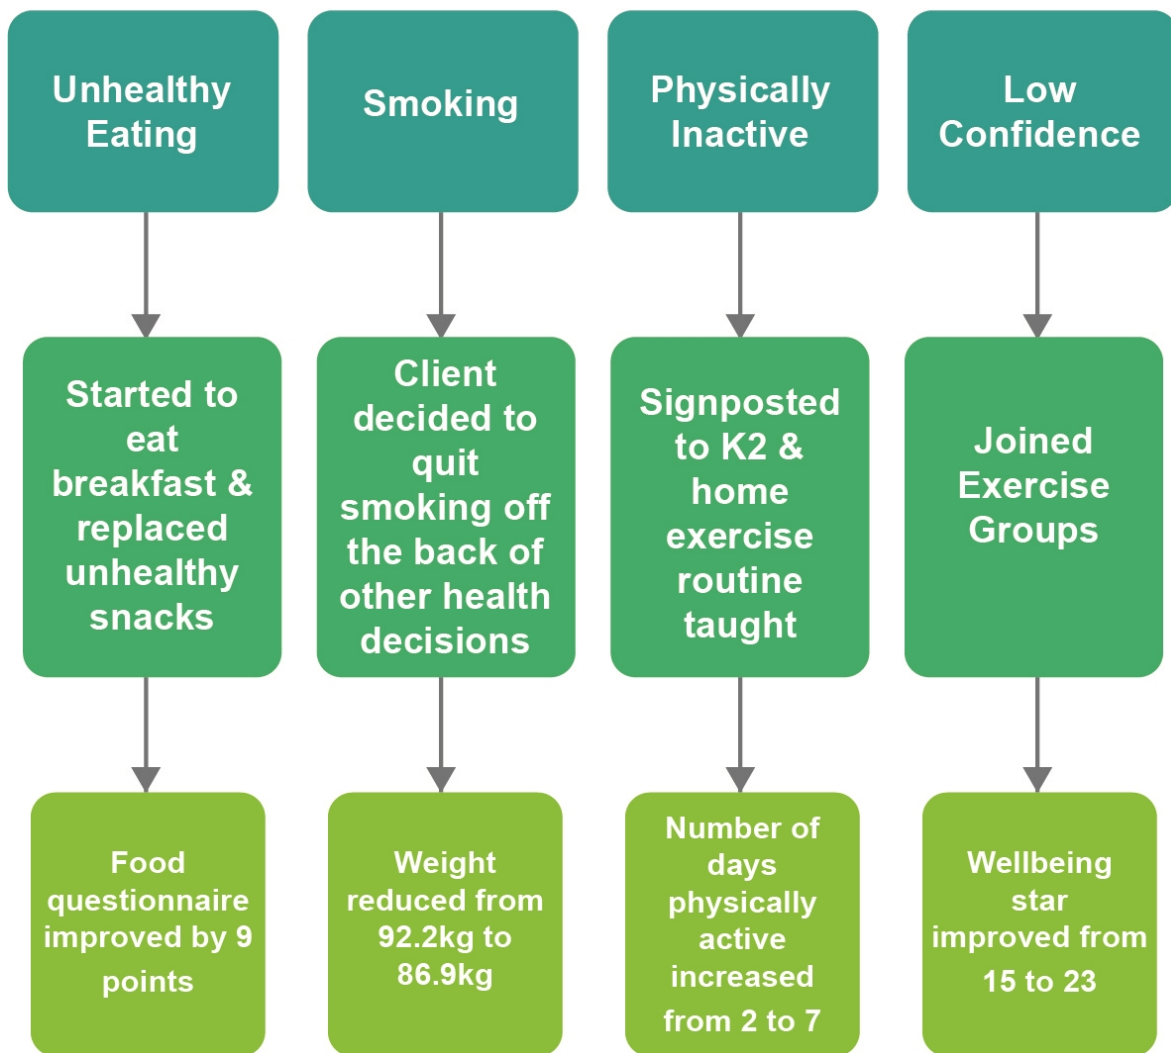 Unhealthy
Eating
Smoking
Physically
Inactive
Low
Confidence
Started to
eat
breakfast &
replaced
unhealthy
snacks
Client
decided to
quit
smoking off
the back of
other health
decisions
Signposted
to K2 &
home
exercise
routine
taught
Joined
Exercise
Groups
Food
questionnaire
improved by 9
points
Weight
reduced from
92.2kg to
86.9kg
Number of
days
physically
active
increased
from 2 to 7
Wellbeing
star
improved from
15 to 23